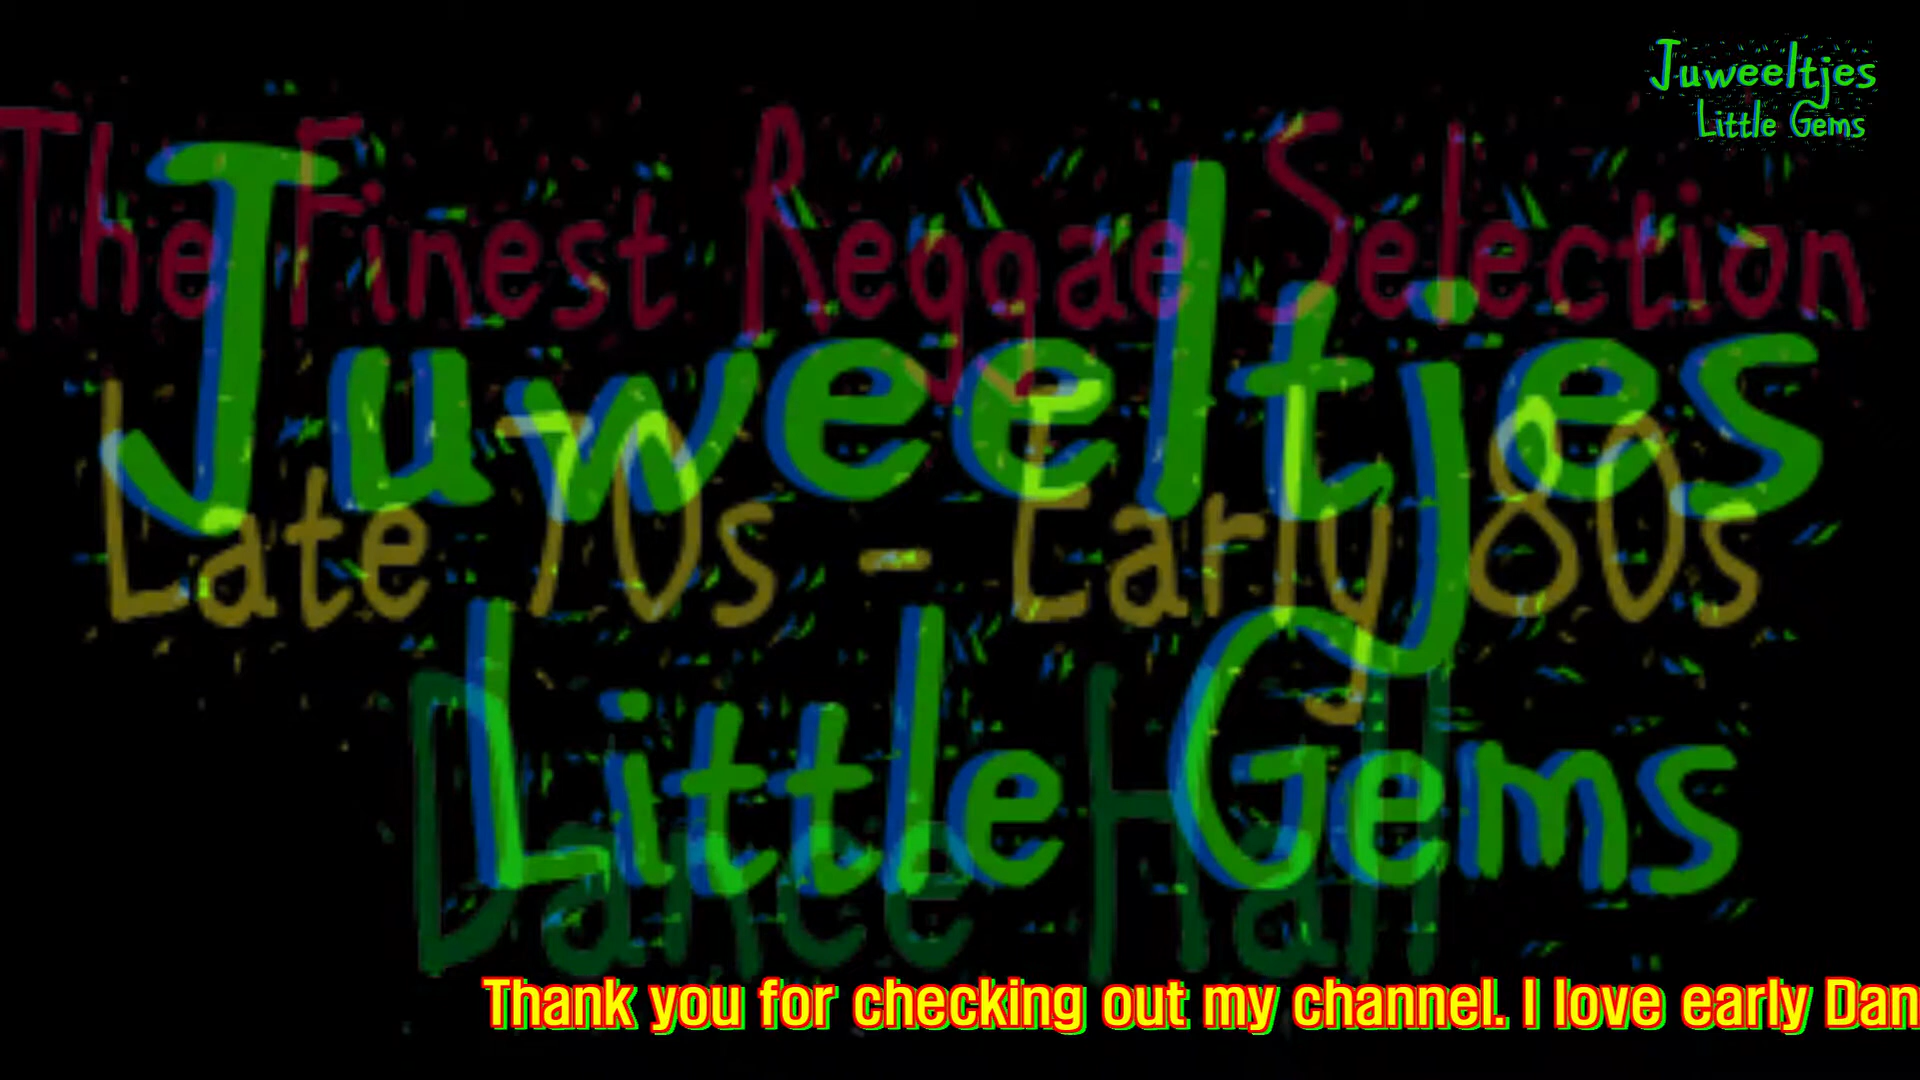 Juweeltjes
Little Gems
The Finest Reggae Selection
Juweeltjes
Late 70s - Early 80s
Little Gems
Dance Hall
Thank you for checking out my channel. I love early Dan